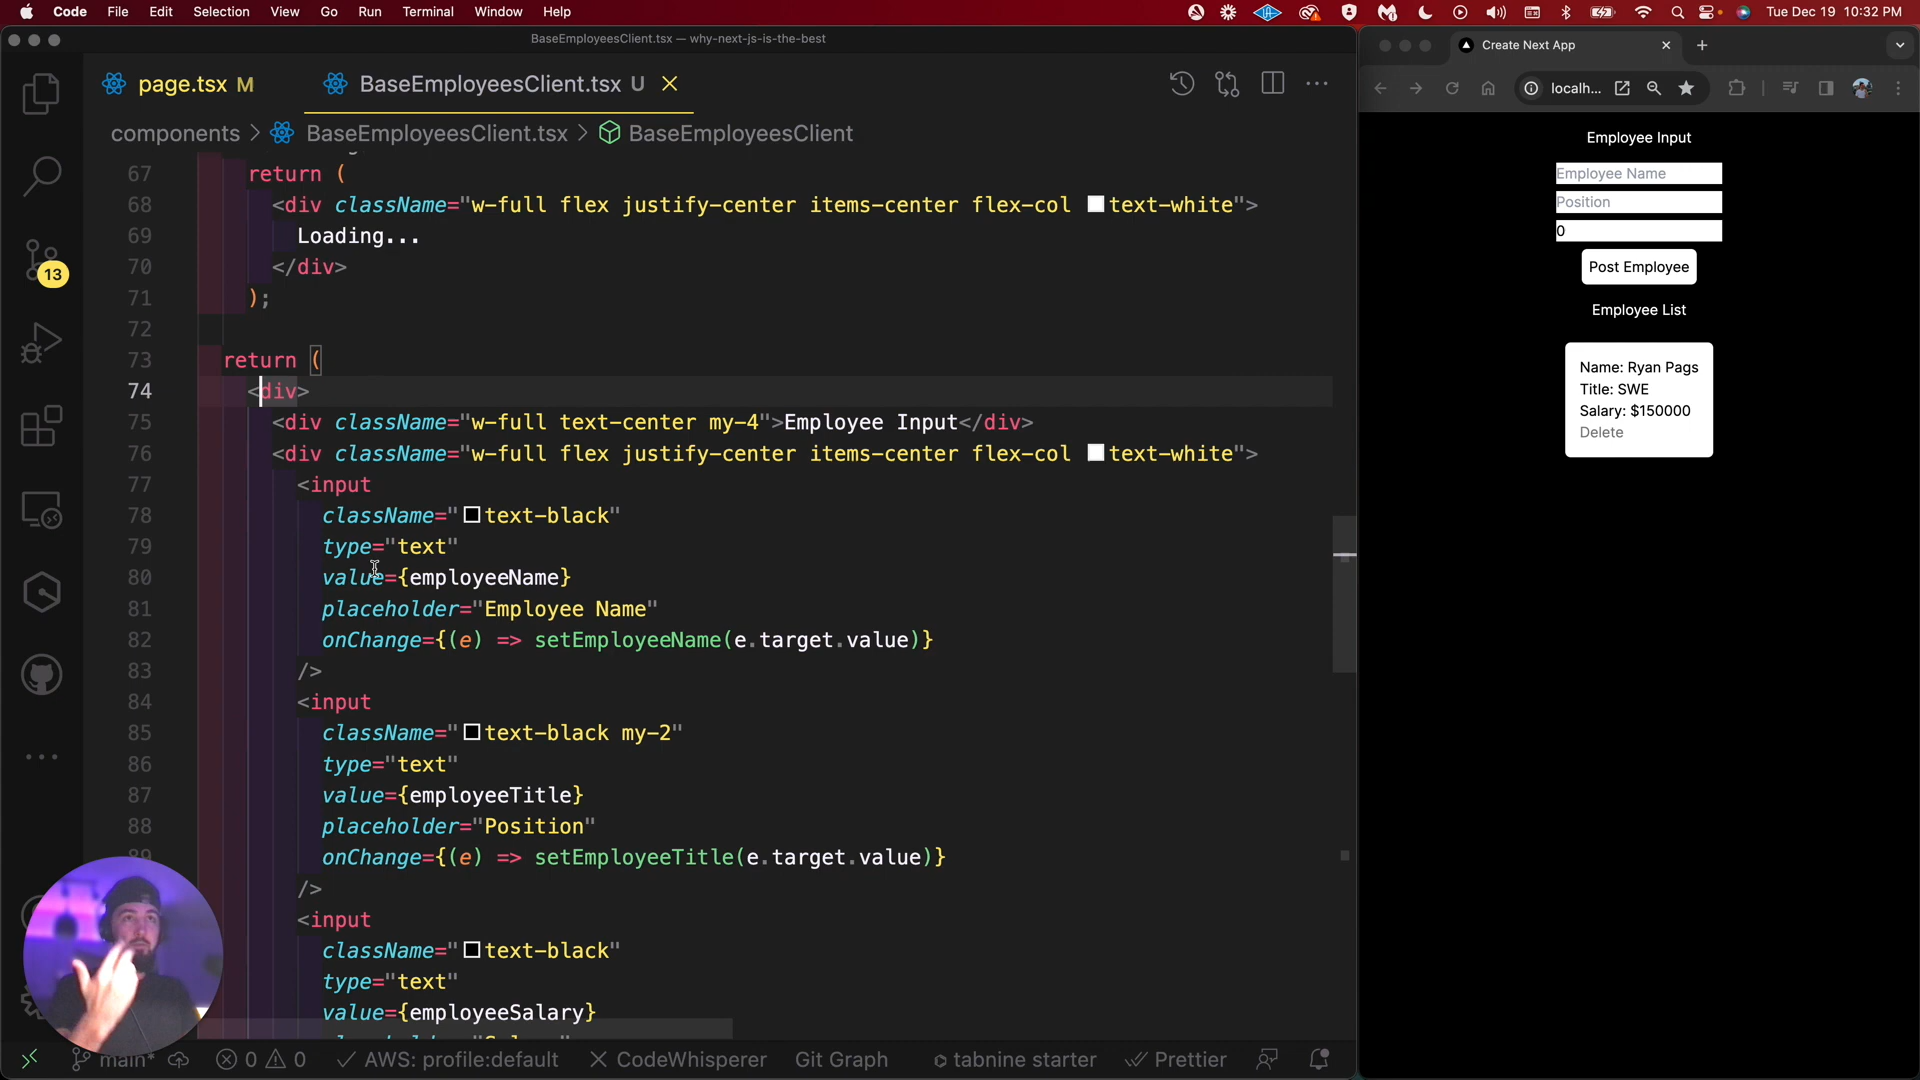 Code File Edit Selection View Go Run Terminal Window Help Tue Dec 19 10:32 PM
BaseEmployeesClient.tsx — why-next-js-is-the-best
page.tsx M BaseEmployeesClient.tsx U
components > BaseEmployeesClient.tsx > BaseEmployeesClient
67 return (
68 <div className="w-full flex justify-center items-center flex-col text-white">
69 Loading...
70 </div>
71 );
72
73 return (
74 <div>
75 <div className="w-full text-center my-4">Employee Input</div>
76 <div className="w-full flex justify-center items-center flex-col text-white">
77 <input
78 className="text-black"
79 type="text"
80 value={employeeName}
81 placeholder="Employee Name"
82 onChange={(e) => setEmployeeName(e.target.value)}
83 />
84 <input
85 className="text-black my-2"
86 type="text"
87 value={employeeTitle}
88 placeholder="Position"
89 onChange={(e) => setEmployeeTitle(e.target.value)}
/>
<input
className="text-black"
type="text"
value={employeeSalary}
13
main* 0 0 AWS: profile:default CodeWhisperer Git Graph tabnine starter Prettier
Create Next App
localh...
Employee Input
Employee Name
Position
0
Post Employee
Employee List
Name: Ryan Pags
Title: SWE
Salary: $150000
Delete